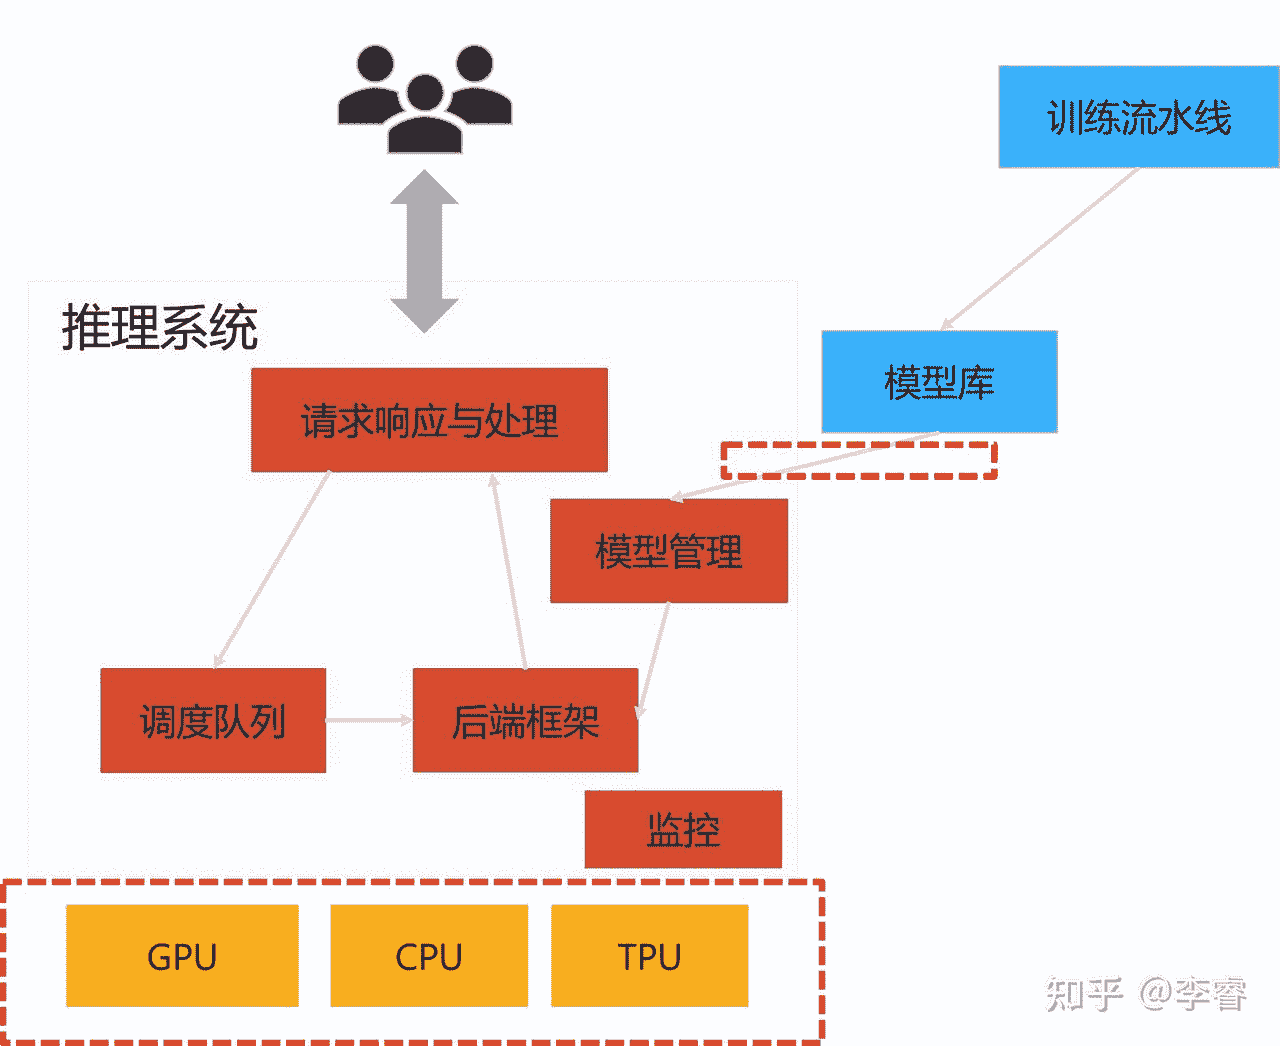 训练流水线
推理系统
模型库
请求响应与处理
模型管理
调度队列
后端框架
监控
GPU
CPU
TPU
知乎 @李睿